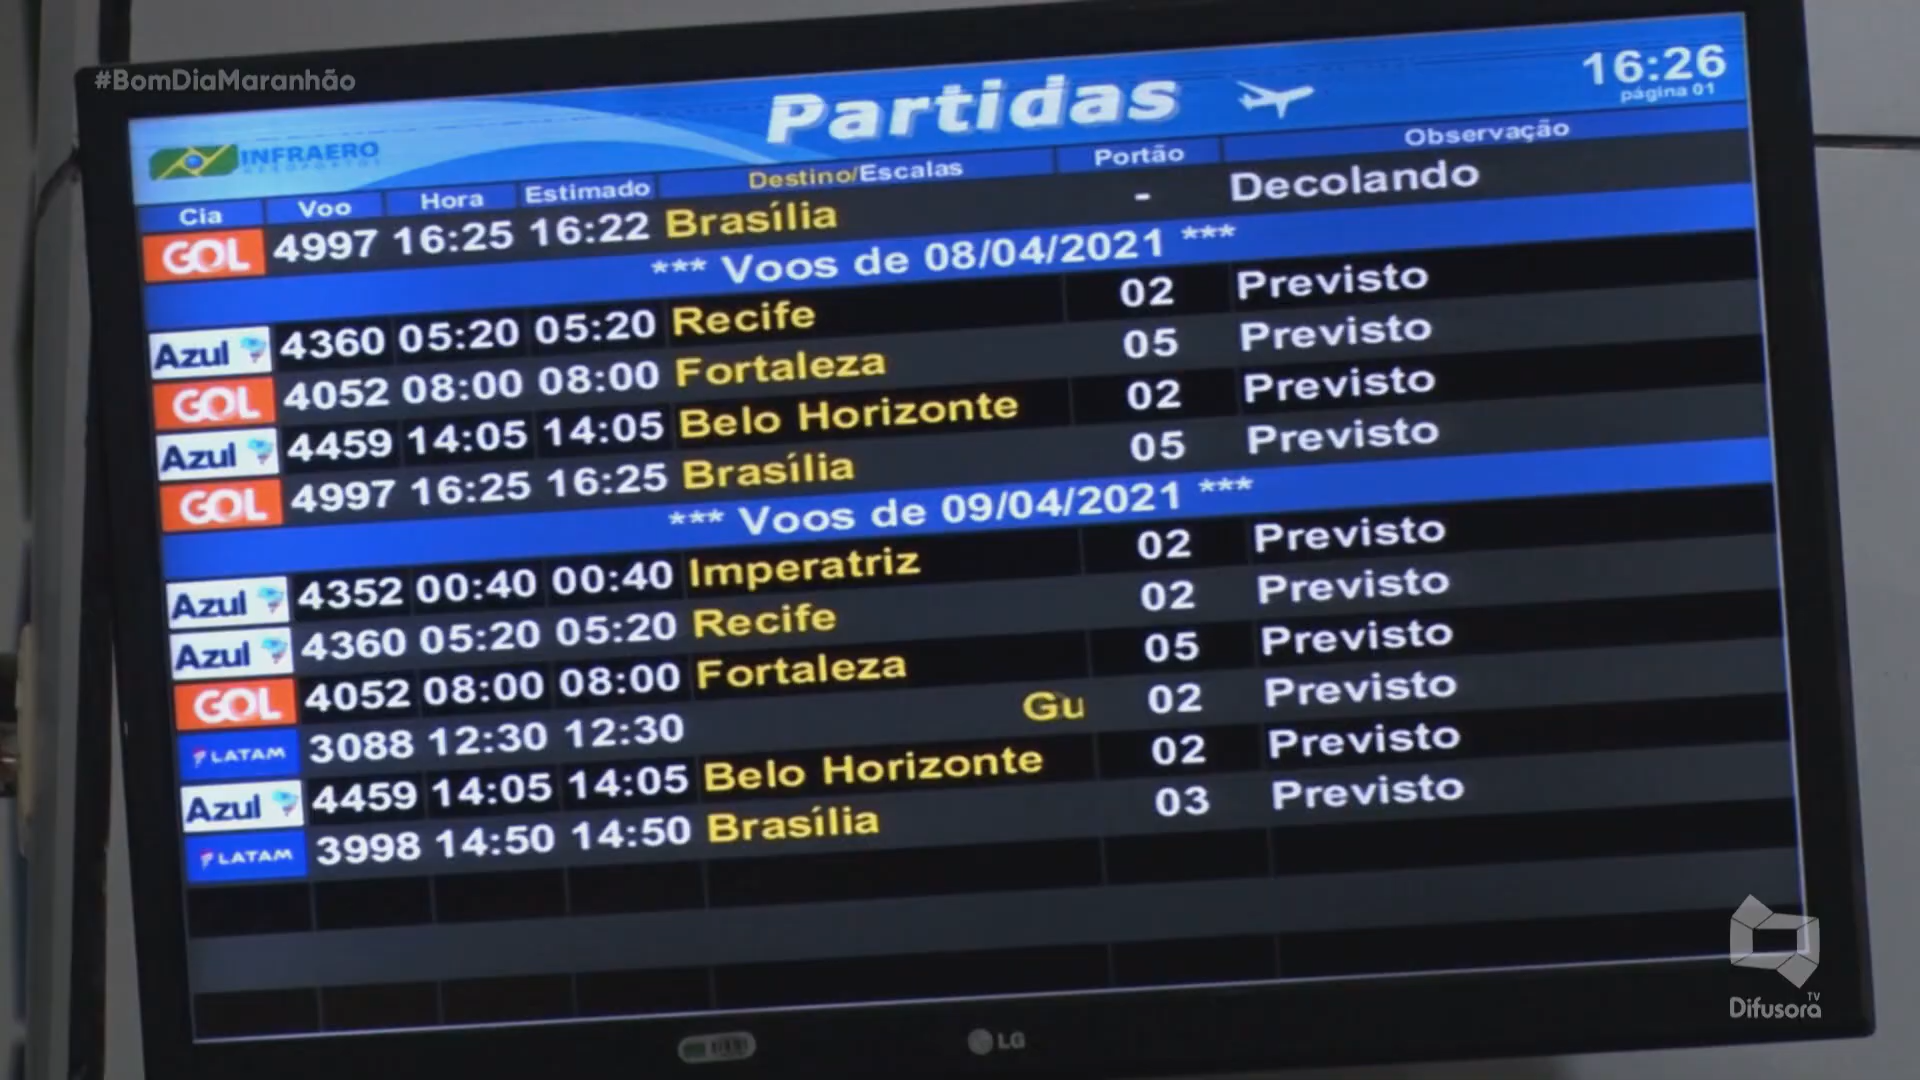 #BomDiaMaranhão
Partidas
16:26
página 01
INFRAERO
AEROPORTOS
Cia Voo Hora Estimado Destino/Escalas Portão Observação
GOL 4997 16:25 16:22 Brasília - Decolando
*** Voos de 08/04/2021 ***
Azul 4360 05:20 05:20 Recife 02 Previsto
GOL 4052 08:00 08:00 Fortaleza 05 Previsto
Azul 4459 14:05 14:05 Belo Horizonte 02 Previsto
GOL 4997 16:25 16:25 Brasília 05 Previsto
*** Voos de 09/04/2021 ***
Azul 4352 00:40 00:40 Imperatriz 02 Previsto
Azul 4360 05:20 05:20 Recife 02 Previsto
GOL 4052 08:00 08:00 Fortaleza 05 Previsto
LATAM 3088 12:30 12:30 Gu 02 Previsto
Azul 4459 14:05 14:05 Belo Horizonte 02 Previsto
LATAM 3998 14:50 14:50 Brasília 03 Previsto
LG
TV
Difusora